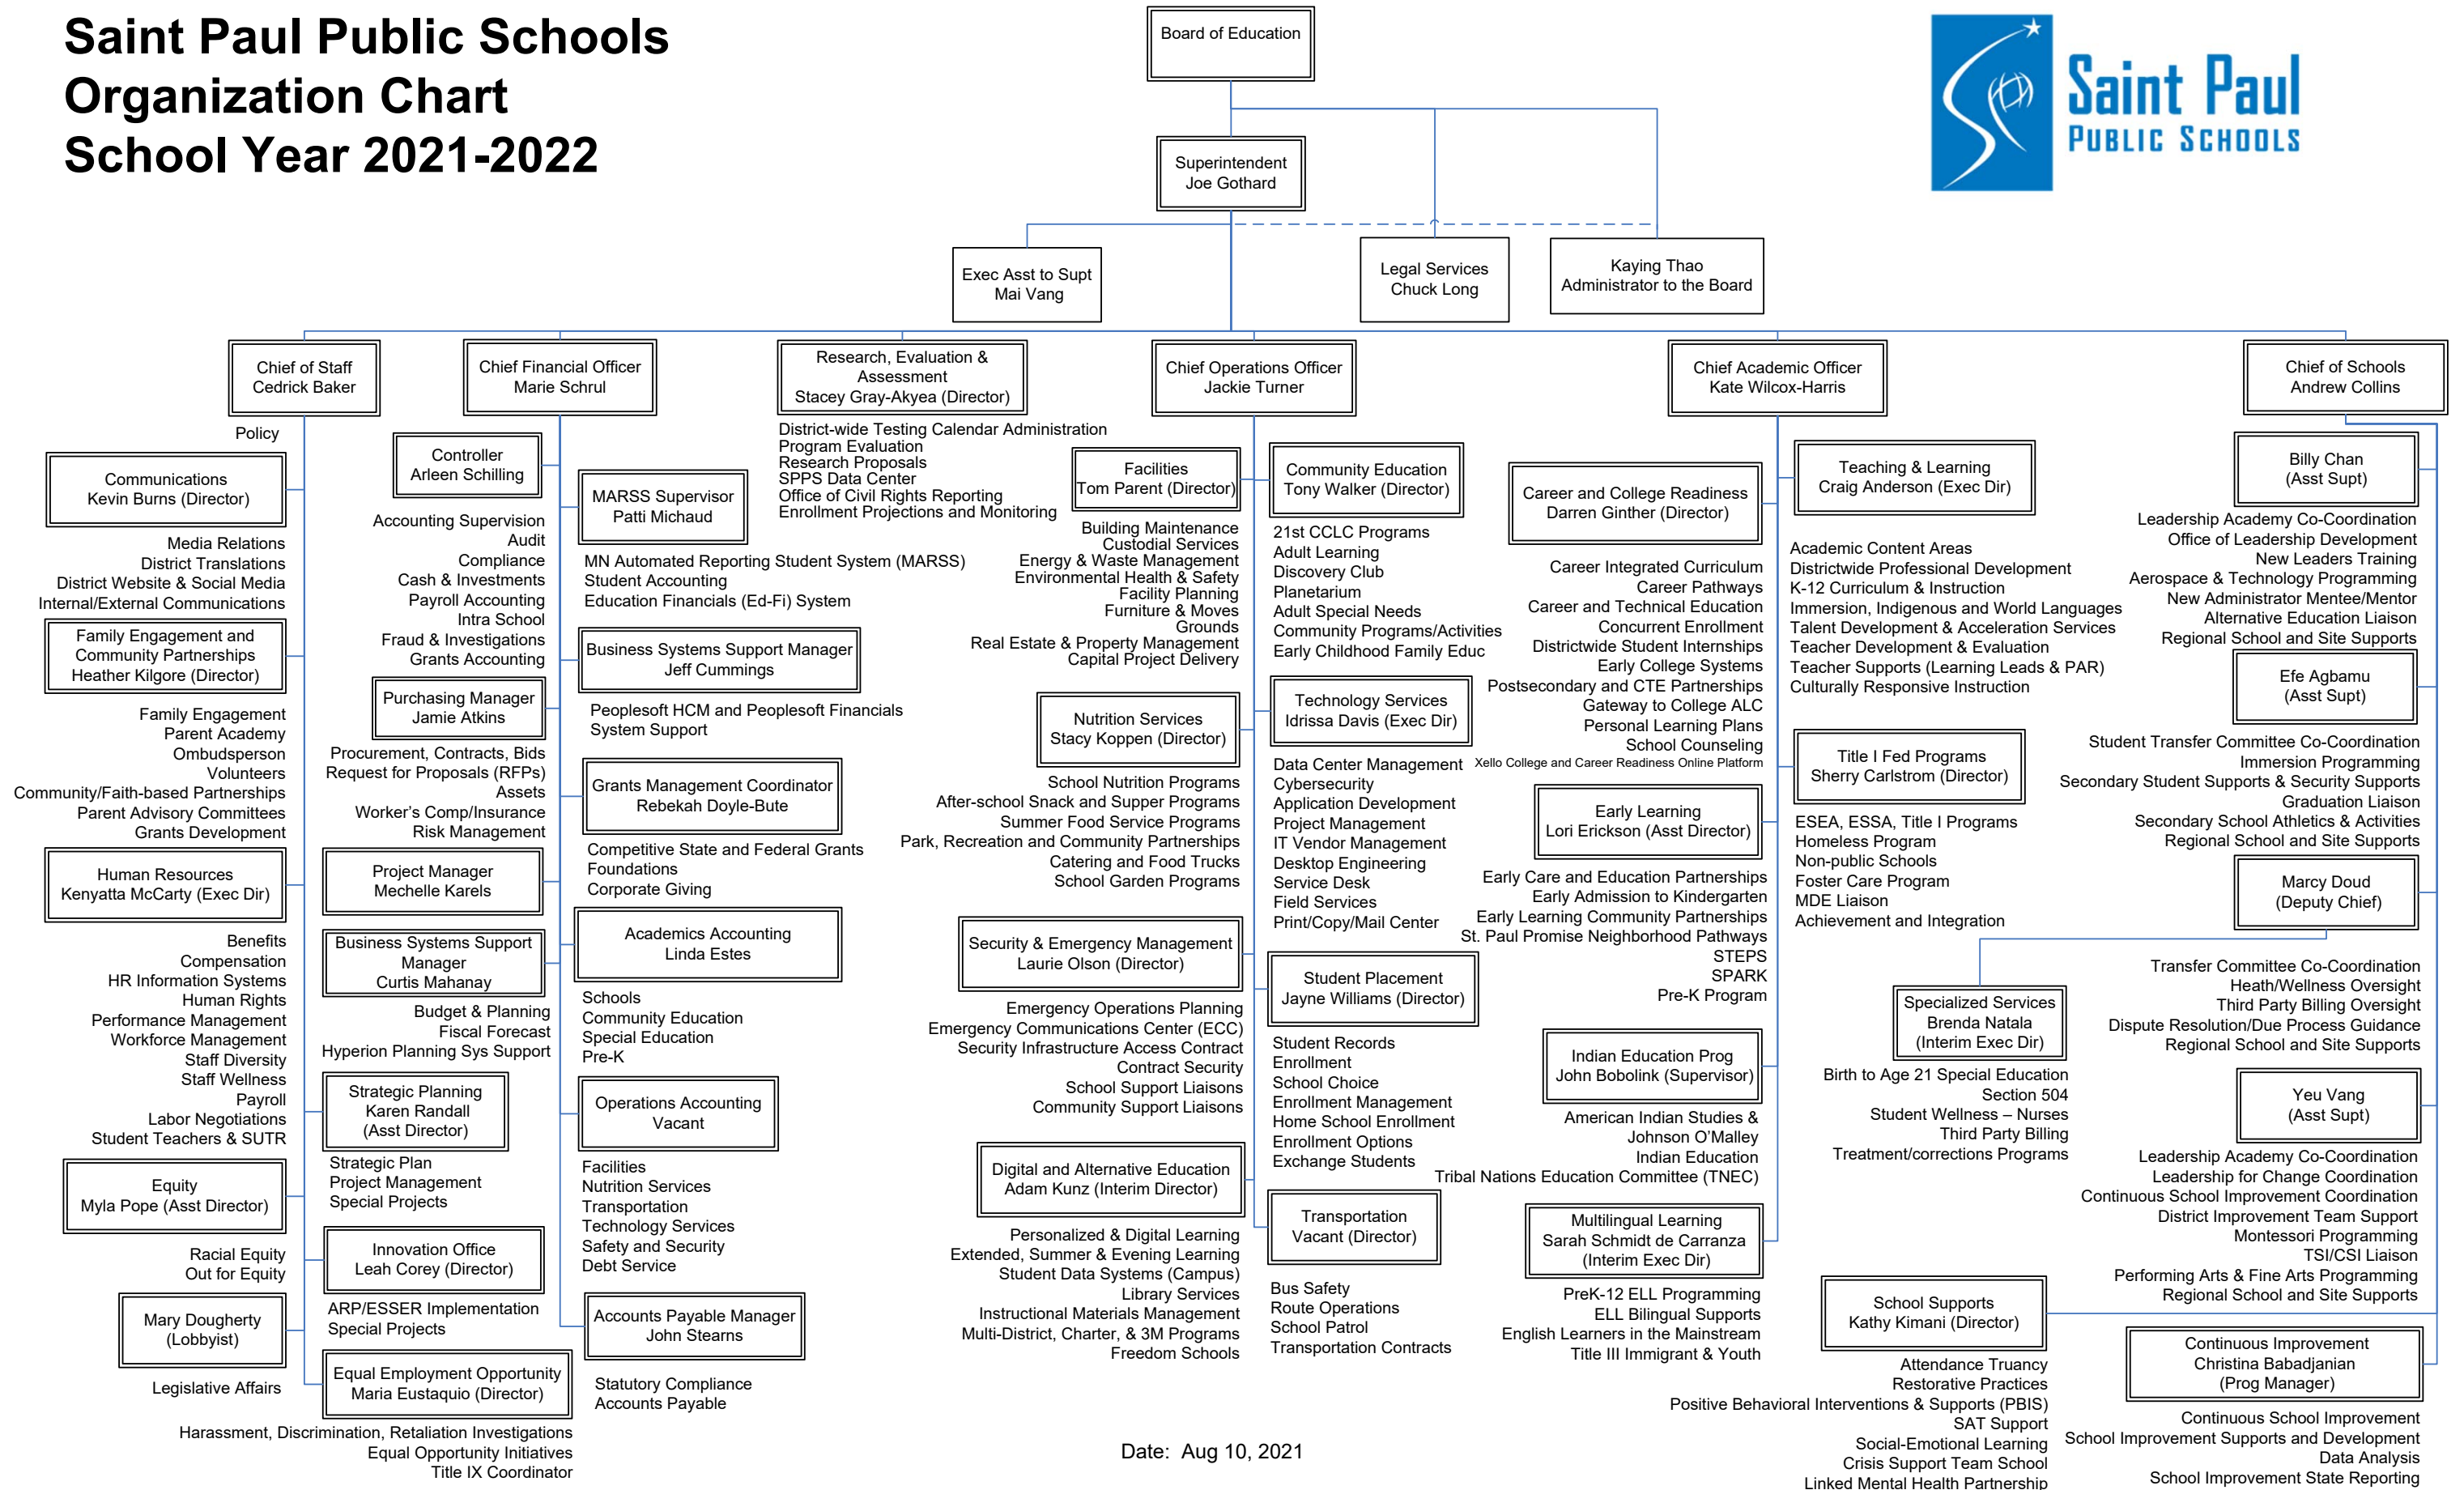 Saint Paul Public Schools
Organization Chart
School Year 2021-2022
Saint Paul
PUBLIC SCHOOLS
Board of Education
Superintendent
Joe Gothard
Exec Asst to Supt
Mai Vang
Legal Services
Chuck Long
Kaying Thao
Administrator to the Board
Chief of Staff
Cedrick Baker
Policy
Communications
Kevin Burns (Director)
Media Relations
District Translations
District Website & Social Media
Internal/External Communications
Family Engagement and
Community Partnerships
Heather Kilgore (Director)
Family Engagement
Parent Academy
Ombudsperson
Volunteers
Community/Faith-based Partnerships
Parent Advisory Committees
Grants Development
Human Resources
Kenyatta McCarty (Exec Dir)
Benefits
Compensation
HR Information Systems
Human Rights
Performance Management
Workforce Management
Staff Diversity
Staff Wellness
Payroll
Labor Negotiations
Student Teachers & SUTR
Equity
Myla Pope (Asst Director)
Racial Equity
Out for Equity
Mary Dougherty
(Lobbyist)
Legislative Affairs
Strategic Planning
Karen Randall
(Asst Director)
Strategic Plan
Project Management
Special Projects
Innovation Office
Leah Corey (Director)
ARP/ESSER Implementation
Special Projects
Equal Employment Opportunity
Maria Eustaquio (Director)
Harassment, Discrimination, Retaliation Investigations
Equal Opportunity Initiatives
Title IX Coordinator
Chief Financial Officer
Marie Schrul
Controller
Arleen Schilling
Accounting Supervision
Audit
Compliance
Cash & Investments
Payroll Accounting
Intra School
Fraud & Investigations
Grants Accounting
Purchasing Manager
Jamie Atkins
Procurement, Contracts, Bids
Request for Proposals (RFPs)
Assets
Worker’s Comp/Insurance
Risk Management
Project Manager
Mechelle Karels
Business Systems Support
Manager
Curtis Mahanay
Budget & Planning
Fiscal Forecast
Hyperion Planning Sys Support
MARSS Supervisor
Patti Michaud
MN Automated Reporting Student System (MARSS)
Student Accounting
Education Financials (Ed-Fi) System
Business Systems Support Manager
Jeff Cummings
Peoplesoft HCM and Peoplesoft Financials
System Support
Grants Management Coordinator
Rebekah Doyle-Bute
Competitive State and Federal Grants
Foundations
Corporate Giving
Academics Accounting
Linda Estes
Schools
Community Education
Special Education
Pre-K
Operations Accounting
Vacant
Facilities
Nutrition Services
Transportation
Technology Services
Safety and Security
Debt Service
Accounts Payable Manager
John Stearns
Statutory Compliance
Accounts Payable
Research, Evaluation &
Assessment
Stacey Gray-Akyea (Director)
District-wide Testing Calendar Administration
Program Evaluation
Research Proposals
SPPS Data Center
Office of Civil Rights Reporting
Enrollment Projections and Monitoring
Chief Operations Officer
Jackie Turner
Facilities
Tom Parent (Director)
Building Maintenance
Custodial Services
Energy & Waste Management
Environmental Health & Safety
Facility Planning
Furniture & Moves
Grounds
Real Estate & Property Management
Capital Project Delivery
Nutrition Services
Stacy Koppen (Director)
School Nutrition Programs
After-school Snack and Supper Programs
Summer Food Service Programs
Park, Recreation and Community Partnerships
Catering and Food Trucks
School Garden Programs
Security & Emergency Management
Laurie Olson (Director)
Emergency Operations Planning
Emergency Communications Center (ECC)
Security Infrastructure Access Contract
Contract Security
School Support Liaisons
Community Support Liaisons
Digital and Alternative Education
Adam Kunz (Interim Director)
Personalized & Digital Learning
Extended, Summer & Evening Learning
Student Data Systems (Campus)
Library Services
Instructional Materials Management
Multi-District, Charter, & 3M Programs
Freedom Schools
Community Education
Tony Walker (Director)
21st CCLC Programs
Adult Learning
Discovery Club
Planetarium
Adult Special Needs
Community Programs/Activities
Early Childhood Family Educ
Technology Services
Idrissa Davis (Exec Dir)
Data Center Management
Cybersecurity
Application Development
Project Management
IT Vendor Management
Desktop Engineering
Service Desk
Field Services
Print/Copy/Mail Center
Student Placement
Jayne Williams (Director)
Student Records
Enrollment
School Choice
Enrollment Management
Home School Enrollment
Enrollment Options
Exchange Students
Transportation
Vacant (Director)
Bus Safety
Route Operations
School Patrol
Transportation Contracts
Chief Academic Officer
Kate Wilcox-Harris
Career and College Readiness
Darren Ginther (Director)
Career Integrated Curriculum
Career Pathways
Career and Technical Education
Concurrent Enrollment
Districtwide Student Internships
Early College Systems
Postsecondary and CTE Partnerships
Gateway to College ALC
Personal Learning Plans
School Counseling
Xello College and Career Readiness Online Platform
Early Learning
Lori Erickson (Asst Director)
Early Care and Education Partnerships
Early Admission to Kindergarten
Early Learning Community Partnerships
St. Paul Promise Neighborhood Pathways
STEPS
SPARK
Pre-K Program
Indian Education Prog
John Bobolink (Supervisor)
American Indian Studies &
Johnson O’Malley
Indian Education
Tribal Nations Education Committee (TNEC)
Multilingual Learning
Sarah Schmidt de Carranza
(Interim Exec Dir)
PreK-12 ELL Programming
ELL Bilingual Supports
English Learners in the Mainstream
Title III Immigrant & Youth
Teaching & Learning
Craig Anderson (Exec Dir)
Academic Content Areas
Districtwide Professional Development
K-12 Curriculum & Instruction
Immersion, Indigenous and World Languages
Talent Development & Acceleration Services
Teacher Development & Evaluation
Teacher Supports (Learning Leads & PAR)
Culturally Responsive Instruction
Title I Fed Programs
Sherry Carlstrom (Director)
ESEA, ESSA, Title I Programs
Homeless Program
Non-public Schools
Foster Care Program
MDE Liaison
Achievement and Integration
Chief of Schools
Andrew Collins
Billy Chan
(Asst Supt)
Leadership Academy Co-Coordination
Office of Leadership Development
New Leaders Training
Aerospace & Technology Programming
New Administrator Mentee/Mentor
Alternative Education Liaison
Regional School and Site Supports
Efe Agbamu
(Asst Supt)
Student Transfer Committee Co-Coordination
Immersion Programming
Secondary Student Supports & Security Supports
Graduation Liaison
Secondary School Athletics & Activities
Regional School and Site Supports
Marcy Doud
(Deputy Chief)
Transfer Committee Co-Coordination
Heath/Wellness Oversight
Third Party Billing Oversight
Dispute Resolution/Due Process Guidance
Regional School and Site Supports
Specialized Services
Brenda Natala
(Interim Exec Dir)
Birth to Age 21 Special Education
Section 504
Student Wellness – Nurses
Third Party Billing
Treatment/corrections Programs
Yeu Vang
(Asst Supt)
Leadership Academy Co-Coordination
Leadership for Change Coordination
Continuous School Improvement Coordination
District Improvement Team Support
Montessori Programming
TSI/CSI Liaison
Performing Arts & Fine Arts Programming
Regional School and Site Supports
School Supports
Kathy Kimani (Director)
Attendance Truancy
Restorative Practices
Positive Behavioral Interventions & Supports (PBIS)
SAT Support
Social-Emotional Learning
Crisis Support Team School
Linked Mental Health Partnership
Continuous Improvement
Christina Babadjanian
(Prog Manager)
Continuous School Improvement
School Improvement Supports and Development
Data Analysis
School Improvement State Reporting
Date: Aug 10, 2021